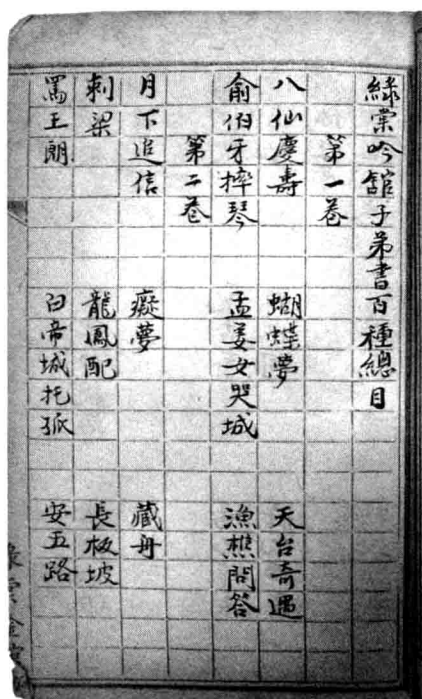 綠棠吟舘子弟書百種總目
第一卷
八仙慶壽 蝴蝶夢 天台奇遇
俞伯牙摔琴 孟姜女哭城 漁樵問答
第二卷
月下追信 癡夢 藏舟
刺梁 龍鳳配 長板坡
罵王朗 白帝城托孤 安五路